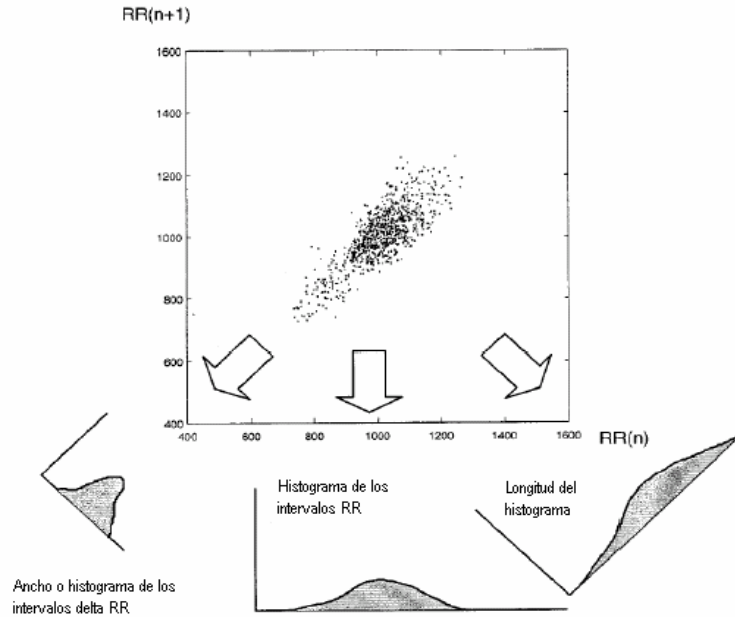 RR(n+1)
1600
1400
1200
1000
800
600
400
400 600 800 1000 1200 1400 1600
RR(n)
Histograma de los
intervalos RR
Longitud del
histograma
Ancho o histograma de los
intervalos delta RR